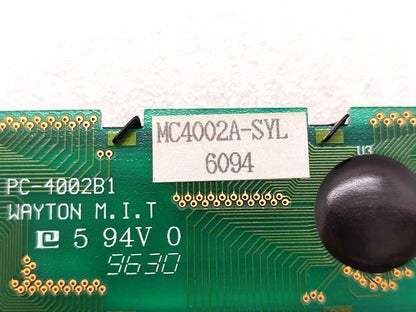 MC4002A-SYL
6094
U3
PC-4002B1
WAYTON M.I.T
5 94V 0
9630